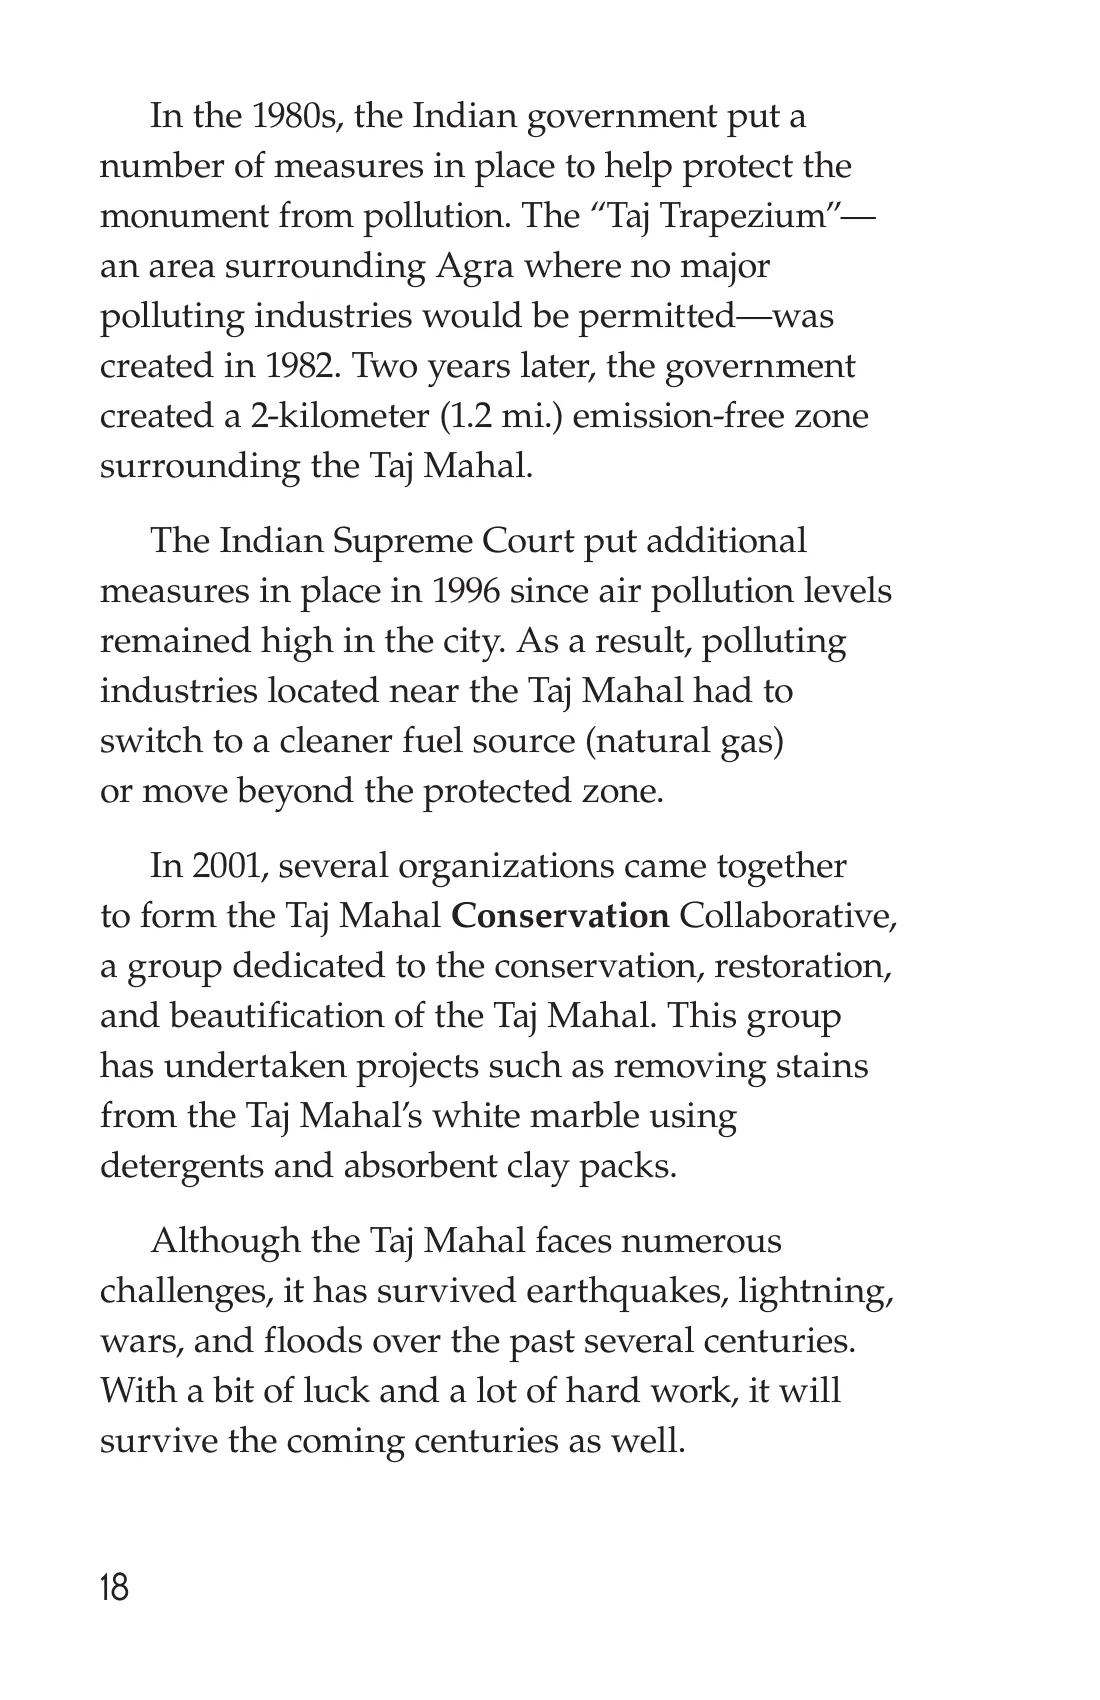 In the 1980s, the Indian government put a
number of measures in place to help protect the
monument from pollution. The “Taj Trapezium”—
an area surrounding Agra where no major
polluting industries would be permitted—was
created in 1982. Two years later, the government
created a 2-kilometer (1.2 mi.) emission-free zone
surrounding the Taj Mahal.
The Indian Supreme Court put additional
measures in place in 1996 since air pollution levels
remained high in the city. As a result, polluting
industries located near the Taj Mahal had to
switch to a cleaner fuel source (natural gas)
or move beyond the protected zone.
In 2001, several organizations came together
to form the Taj Mahal Conservation Collaborative,
a group dedicated to the conservation, restoration,
and beautification of the Taj Mahal. This group
has undertaken projects such as removing stains
from the Taj Mahal’s white marble using
detergents and absorbent clay packs.
Although the Taj Mahal faces numerous
challenges, it has survived earthquakes, lightning,
wars, and floods over the past several centuries.
With a bit of luck and a lot of hard work, it will
survive the coming centuries as well.
18